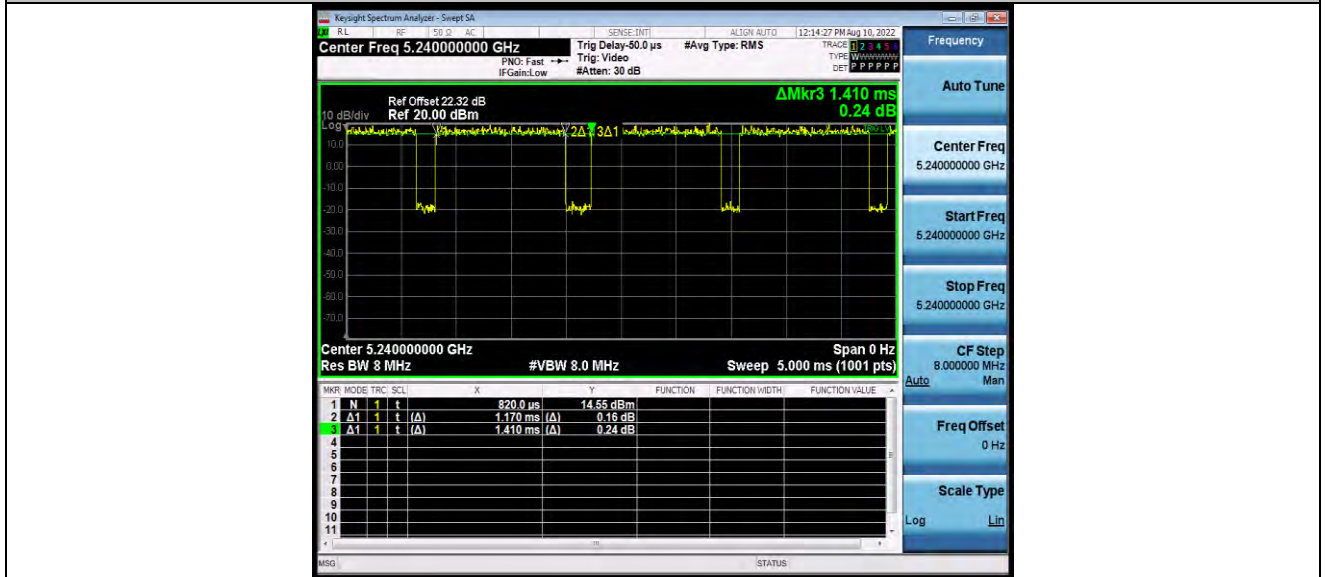 Keysight Spectrum Analyzer - Swept SA
RL RF 50 Ω AC SENSE:INT ALIGN AUTO 12:14:27 PM Aug 10, 2022
Center Freq 5.240000000 GHz
PNO: Fast
IFGain:Low
Trig Delay-50.0 µs
Trig: Video
#Atten: 30 dB
#Avg Type: RMS
TRACE 1 2 3 4 5 6
TYPE WWWWWW
DET P P P P P P
ΔMkr3 1.410 ms
0.24 dB
Ref Offset 22.32 dB
10 dB/div Ref 20.00 dBm
Log
2Δ1 3Δ1
10.0
0.00
-10.0
-20.0
-30.0
-40.0
-50.0
-60.0
-70.0
Center 5.240000000 GHz Span 0 Hz
Res BW 8 MHz #VBW 8.0 MHz Sweep 5.000 ms (1001 pts)
MKR MODE TRC SCL X Y FUNCTION FUNCTION WIDTH FUNCTION VALUE
1 N 1 t 820.0 µs 14.55 dBm
2 Δ1 1 t (Δ) 1.170 ms (Δ) 0.16 dB
3 Δ1 1 t (Δ) 1.410 ms (Δ) 0.24 dB
4
5
6
7
8
9
10
11
MSG STATUS
Frequency
Auto Tune
Center Freq
5.240000000 GHz
Start Freq
5.240000000 GHz
Stop Freq
5.240000000 GHz
CF Step
8.000000 MHz
Auto Man
Freq Offset
0 Hz
Scale Type
Log Lin